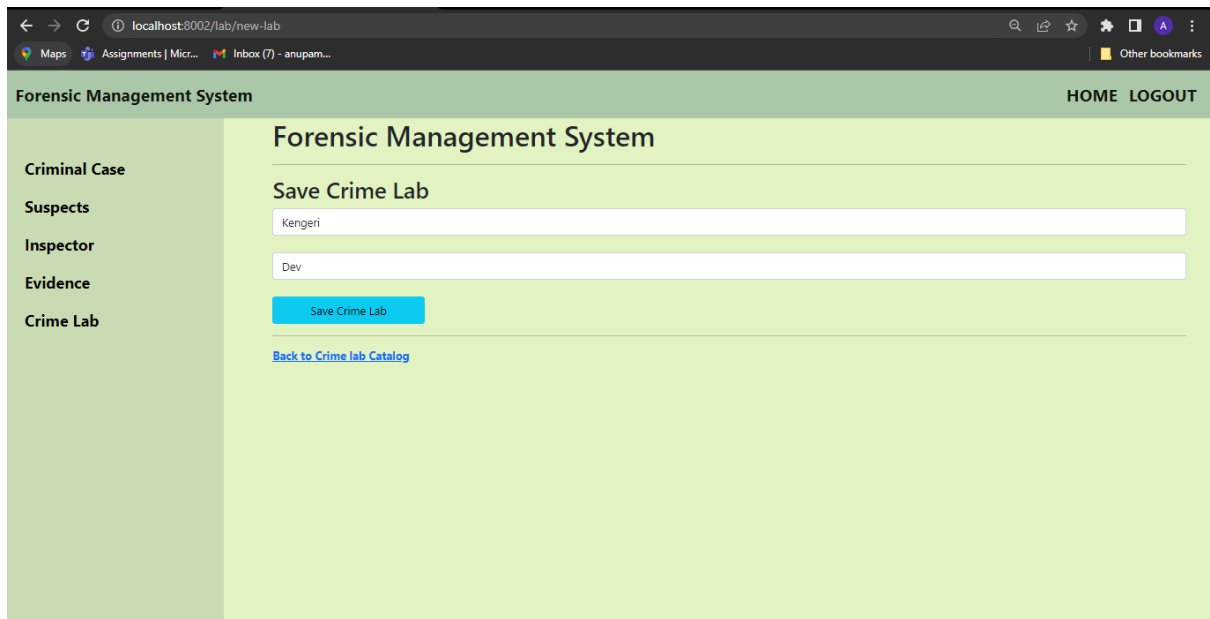 localhost:8002/lab/new-lab
A
Maps Assignments | Micr... Inbox (7) - anupam... Other bookmarks
Forensic Management System HOME LOGOUT
Criminal Case
Suspects
Inspector
Evidence
Crime Lab
Forensic Management System
Save Crime Lab
Kengeri
Dev
Save Crime Lab
Back to Crime lab Catalog